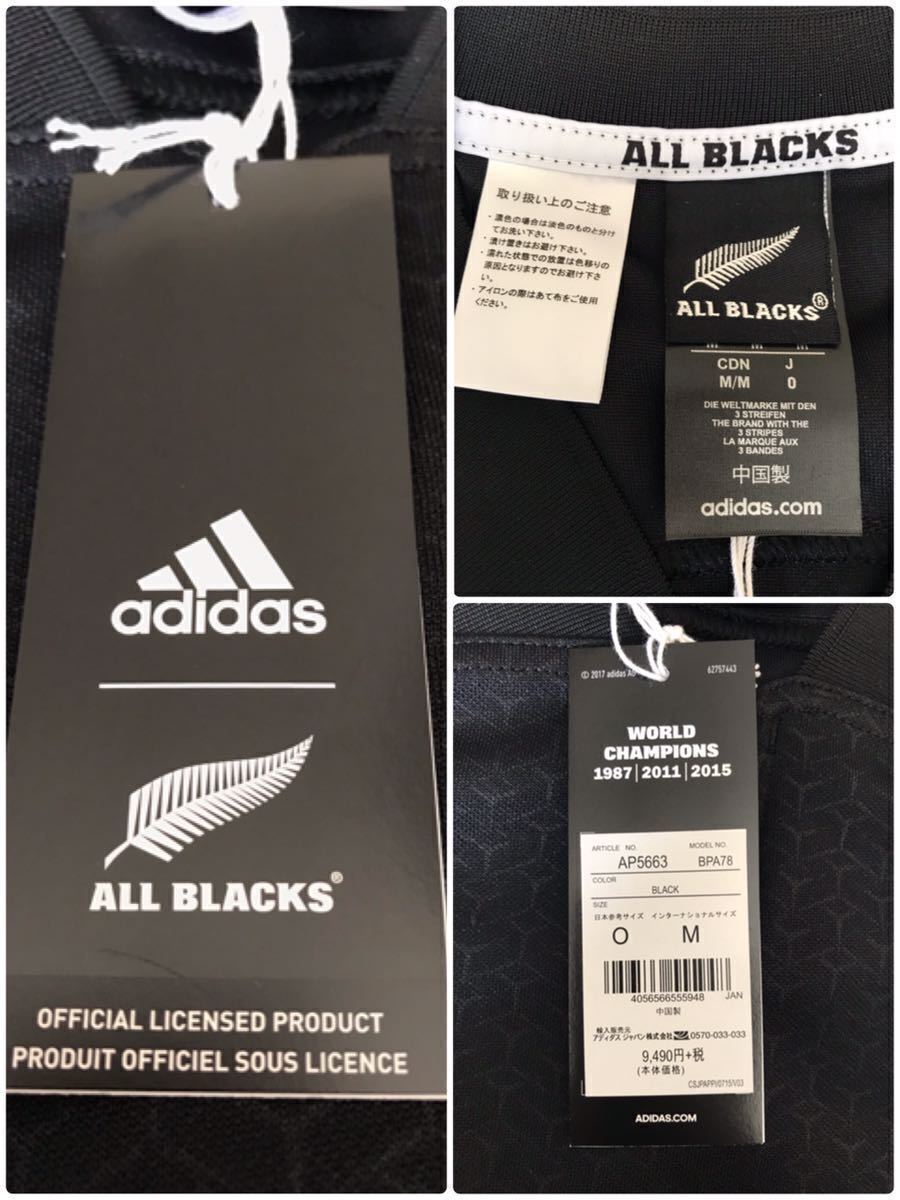 adidas
ALL BLACKS®
OFFICIAL LICENSED PRODUCT
PRODUIT OFFICIEL SOUS LICENCE
ALL BLACKS
取り扱い上のご注意
・濃色の場合は淡色のものと分け
てお洗い下さい。
・漬け置きはお避け下さい。
・濡れた状態での放置は色移りの
原因となりますのでお避け下さ
い。
・アイロンの際はあて布をご使用
ください。
ALL BLACKS®
M M M
CDN J
M/M O
DIE WELTMARKE MIT DEN
3 STREIFEN
THE BRAND WITH THE
3 STRIPES
LA MARQUE AUX
3 BANDES
中国製
adidas.com
© 2017 adidas AG 62757443
WORLD
CHAMPIONS
1987|2011|2015
ARTICLE NO. MODEL NO.
AP5663 BPA78
COLOR
BLACK
SIZE
日本参考サイズ インターナショナルサイズ
O M
4056566555948 JAN
中国製
輸入販売元
アディダス ジャパン株式会社 0570-033-033
9,490円+税
(本体価格)
CSJPAPPI/0715/V03
ADIDAS.COM